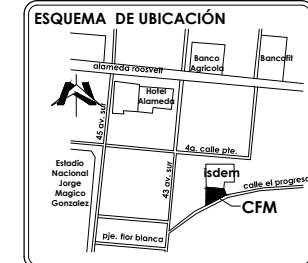 ESQUEMA DE UBICACIÓN
Banco
Agricola
Bancofit
alameda roosvelt
Hotel
Alameda
45 av. sur
4a. calle pte.
Estadio
Nacional
Jorge
Magico
Gonzalez
43 av. sur
isdem
calle el progreso
CFM
pje. flor blanca